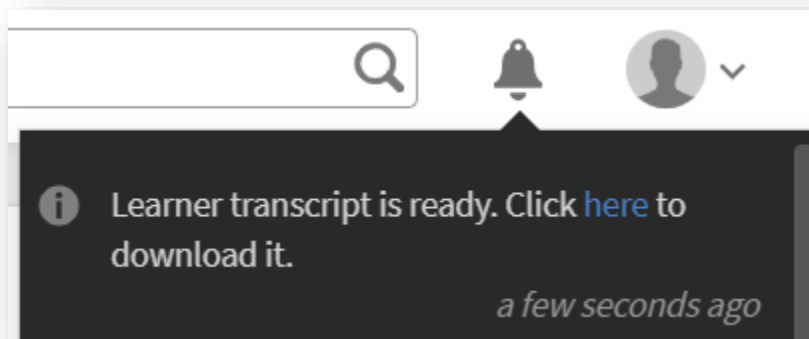 Learner transcript is ready. Click here to
download it.
a few seconds ago